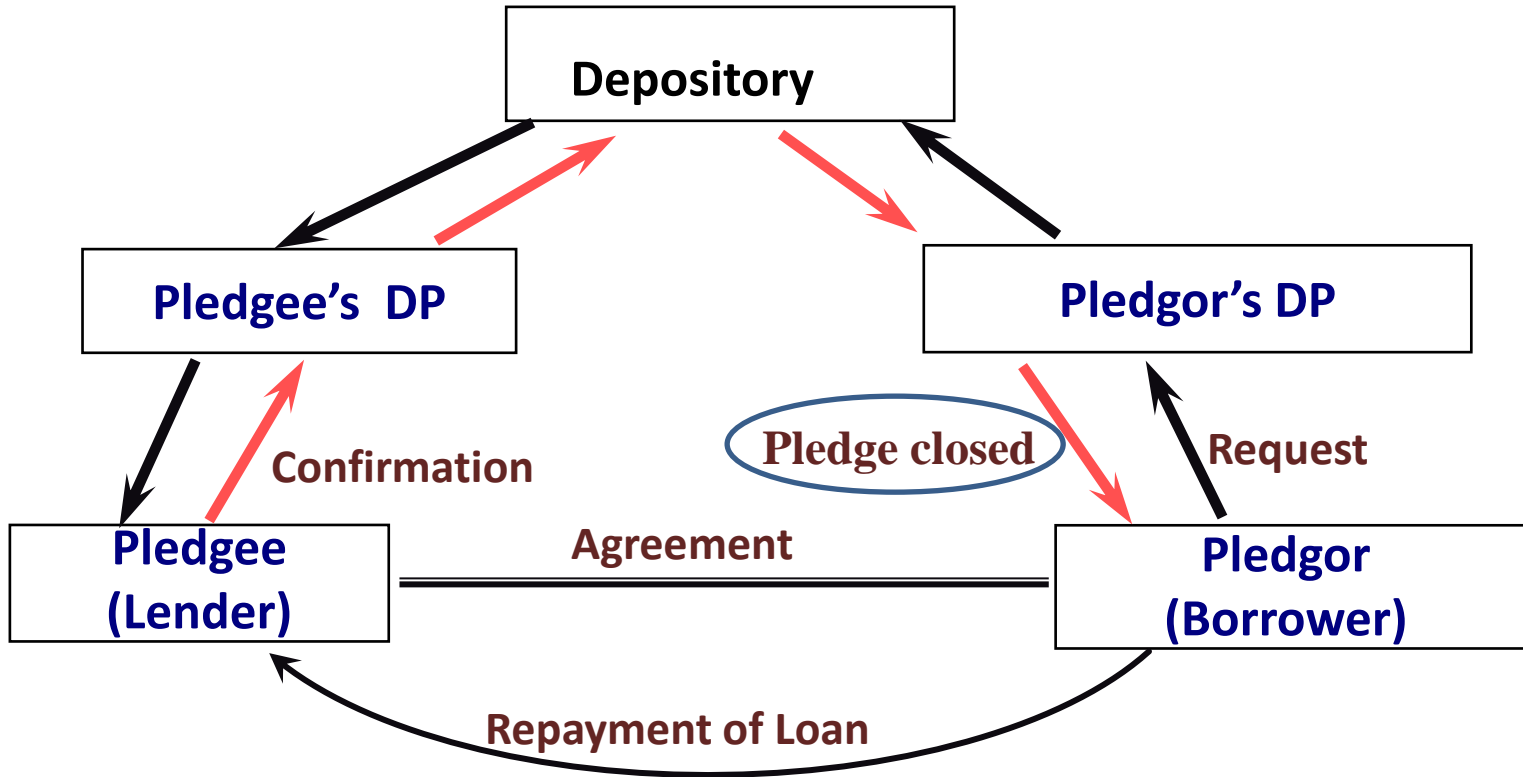 Depository
Pledgee’s  DP
Pledgor’s DP
Confirmation
Pledge closed
Request
Pledgee
(Lender)
Agreement
Pledgor
(Borrower)
Repayment of Loan